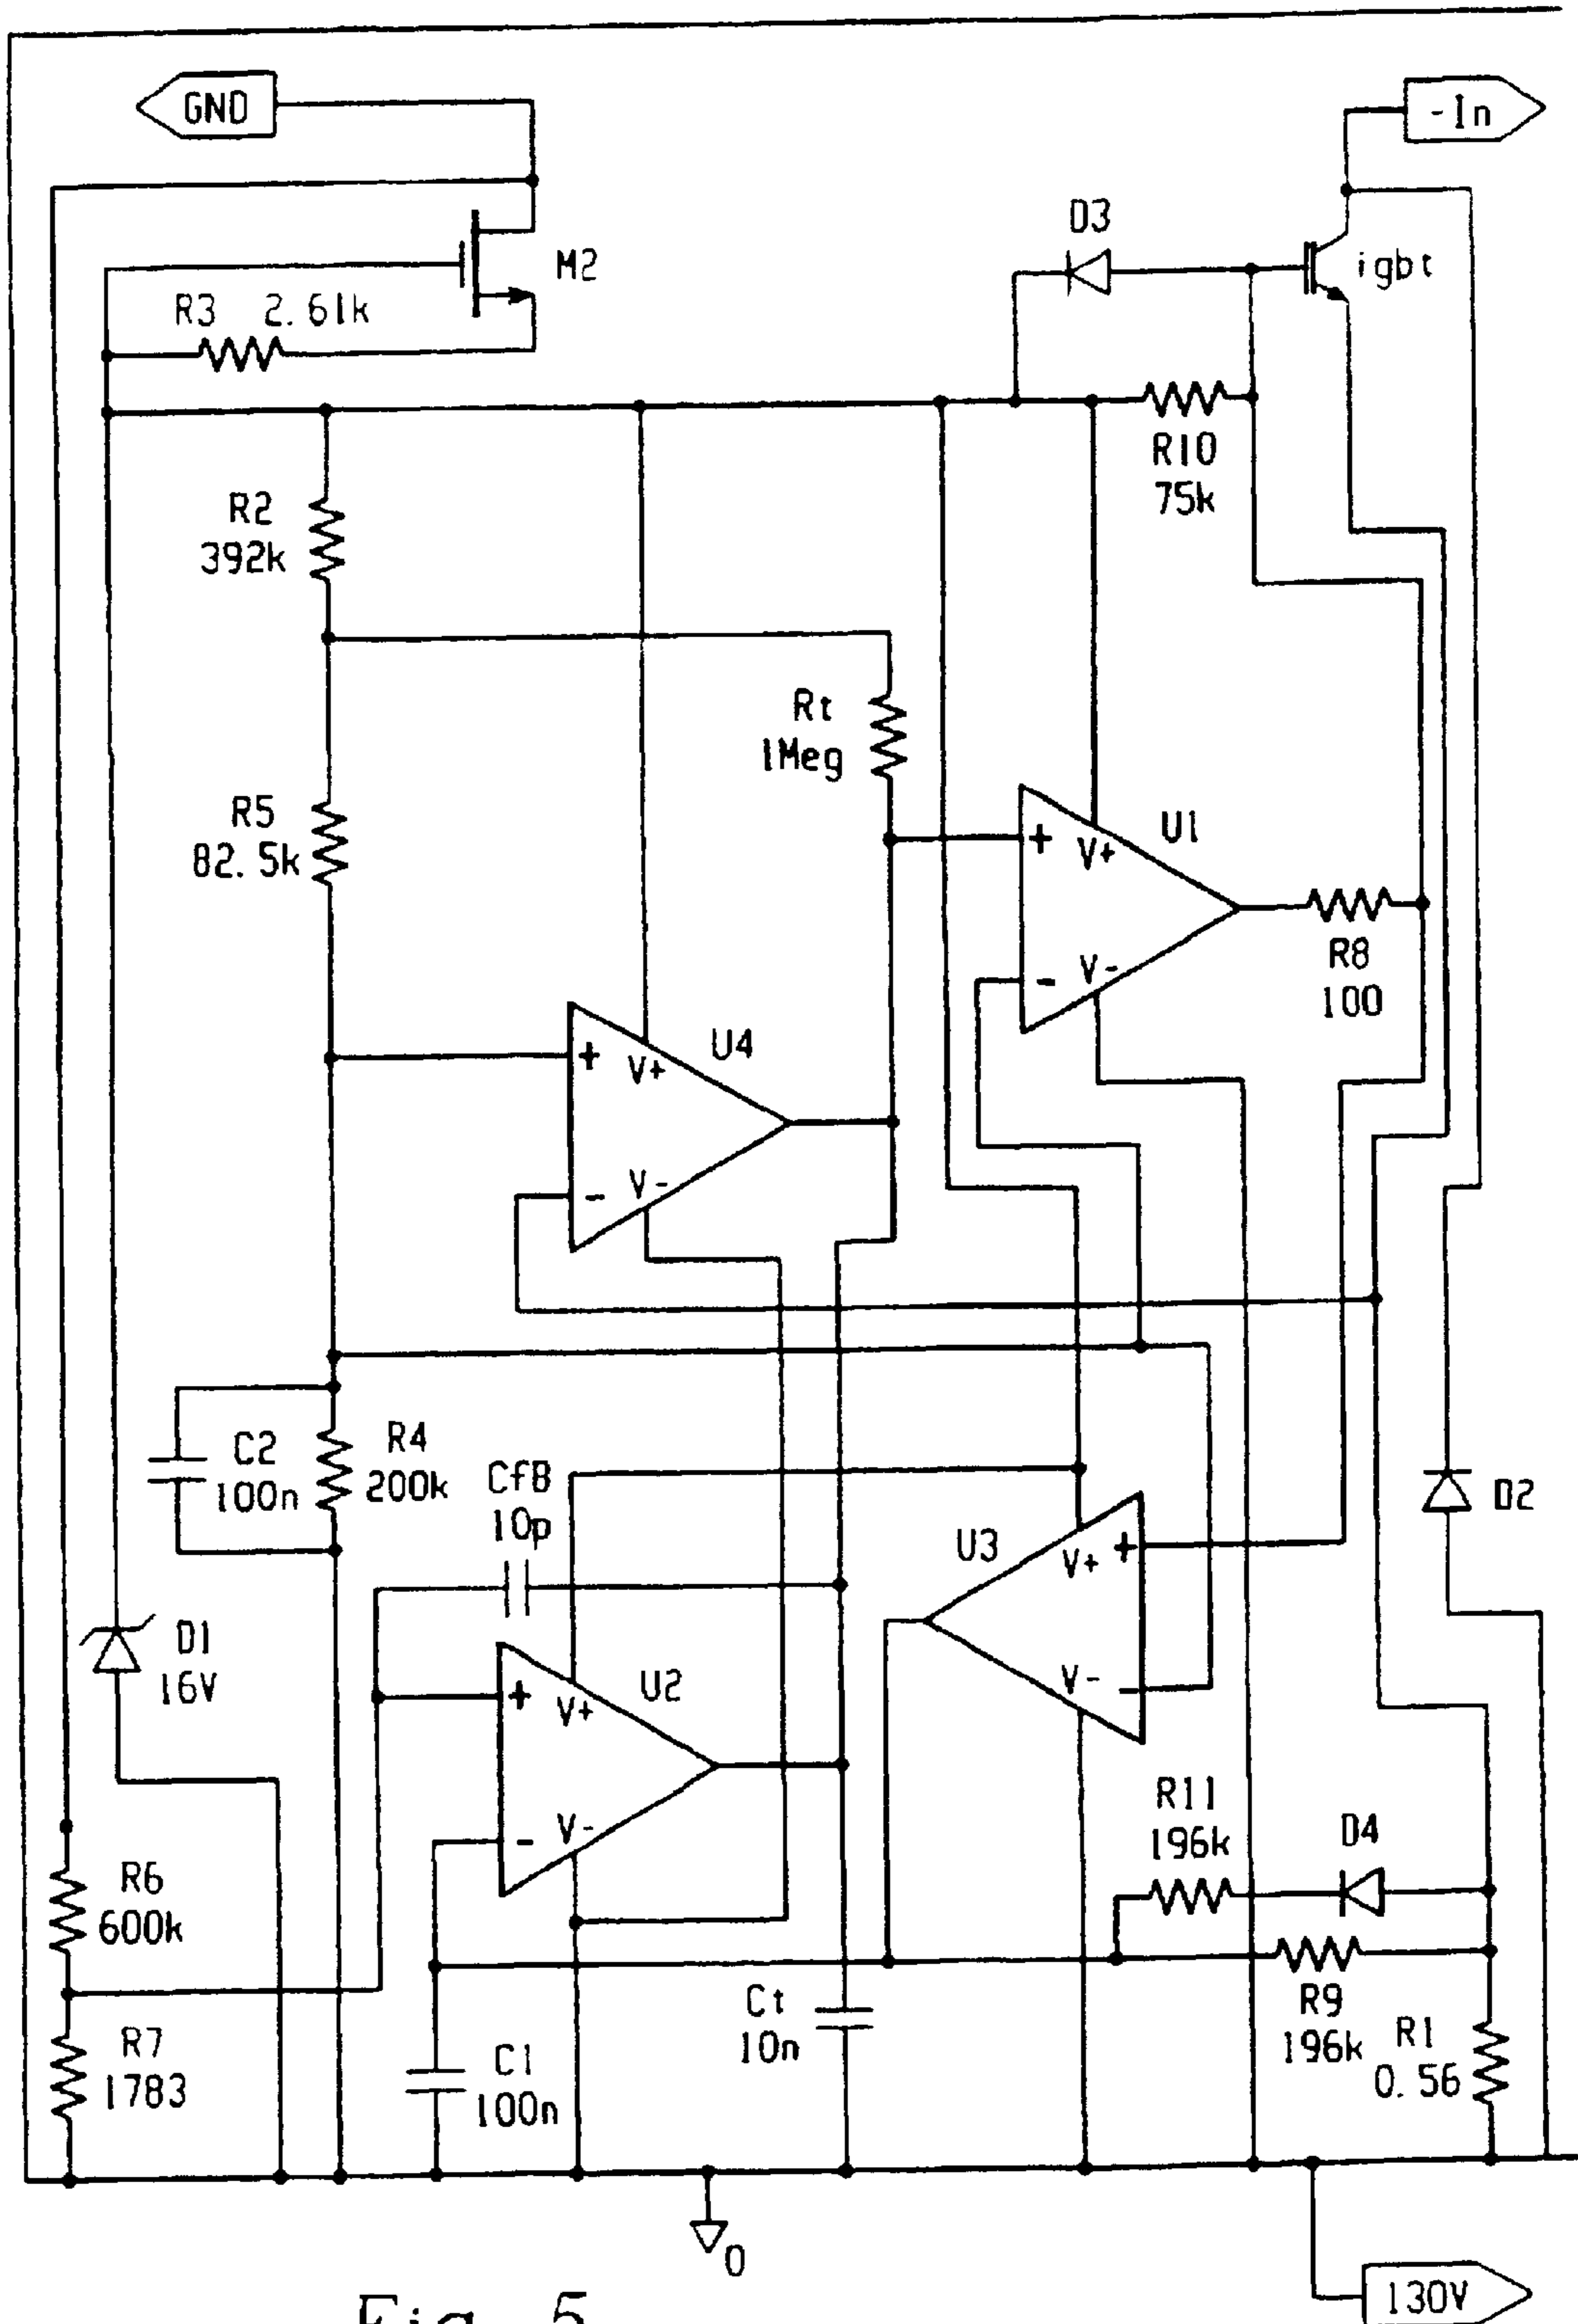 GND
-In
D3
M2
igbt
R3 2.61k
R10
75k
R2
392k
Rt
1Meg
R5
82.5k
+
V+
U1
R8
100
-
V-
U4
+
V+
-
V-
C2
100n
R4
200k
Cf8
10p
D2
U3
V+
+
D1
16V
U2
+
V+
V-
-
R11
196k
D4
-
V-
R6
600k
Ct
10n
R9
196k
R1
0.56
R7
1783
C1
100n
0
130V
Fig. 5